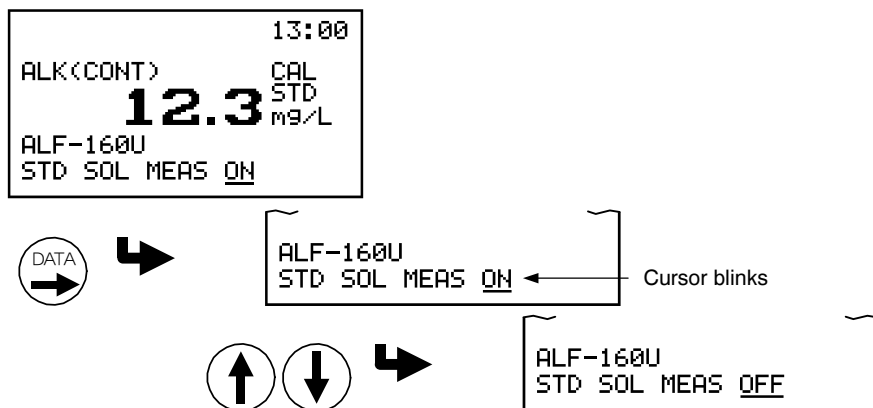 13:00
ALK(CONT) CAL
STD
12.3 mg/L
ALF-160U
STD SOL MEAS ON
DATA
ALF-160U
STD SOL MEAS ON
Cursor blinks
ALF-160U
STD SOL MEAS OFF